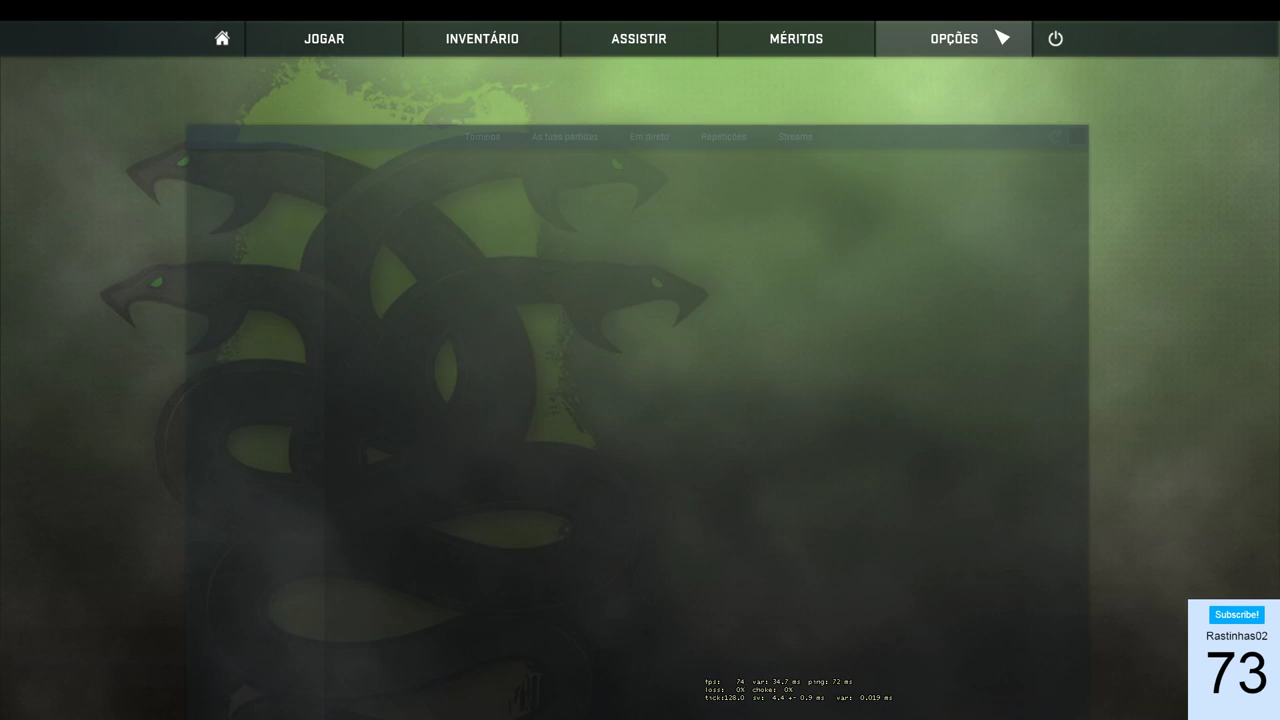 JOGAR INVENTÁRIO ASSISTIR MÉRITOS OPÇÕES
Torneios As tuas partidas Em direto Repetições Streams
Subscribe!
Rastinhas02
73
fps: 74 var: 34.7 ms ping: 72 ms
loss: 0% choke: 0%
tick:128.0 sv: 4.4 +- 0.9 ms var: 0.019 ms